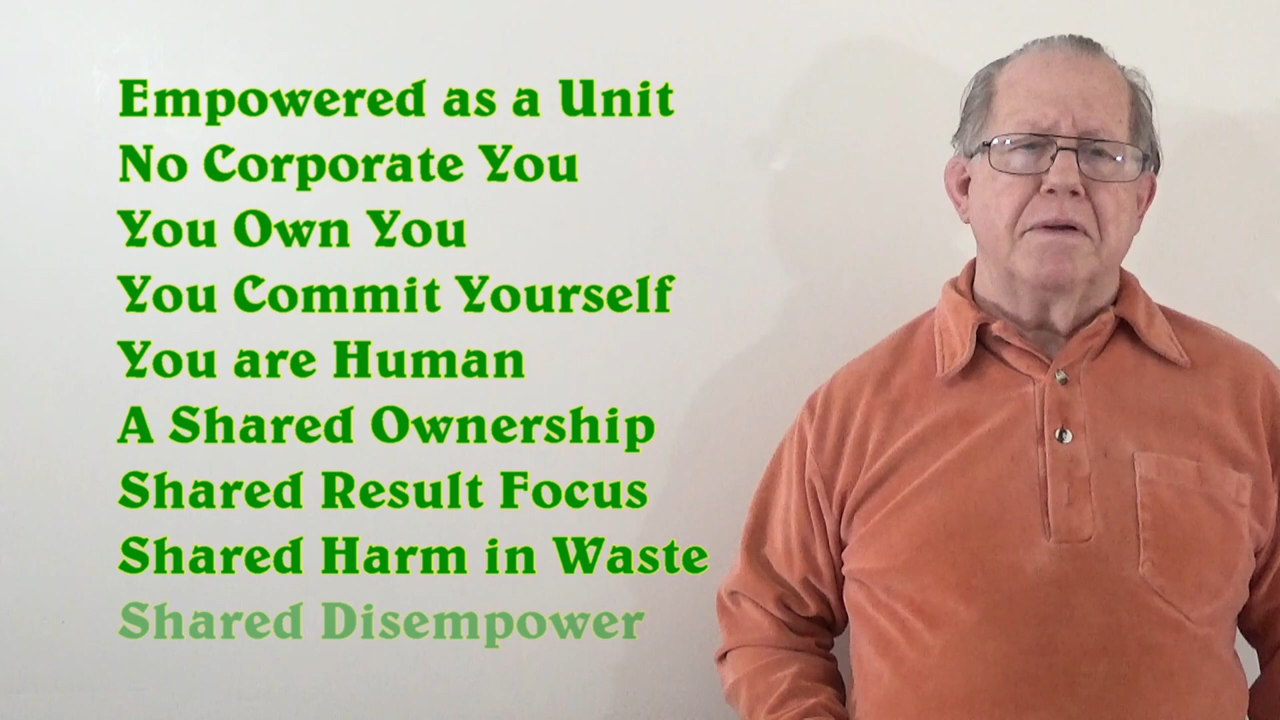 Empowered as a Unit
No Corporate You
You Own You
You Commit Yourself
You are Human
A Shared Ownership
Shared Result Focus
Shared Harm in Waste
Shared Disempower